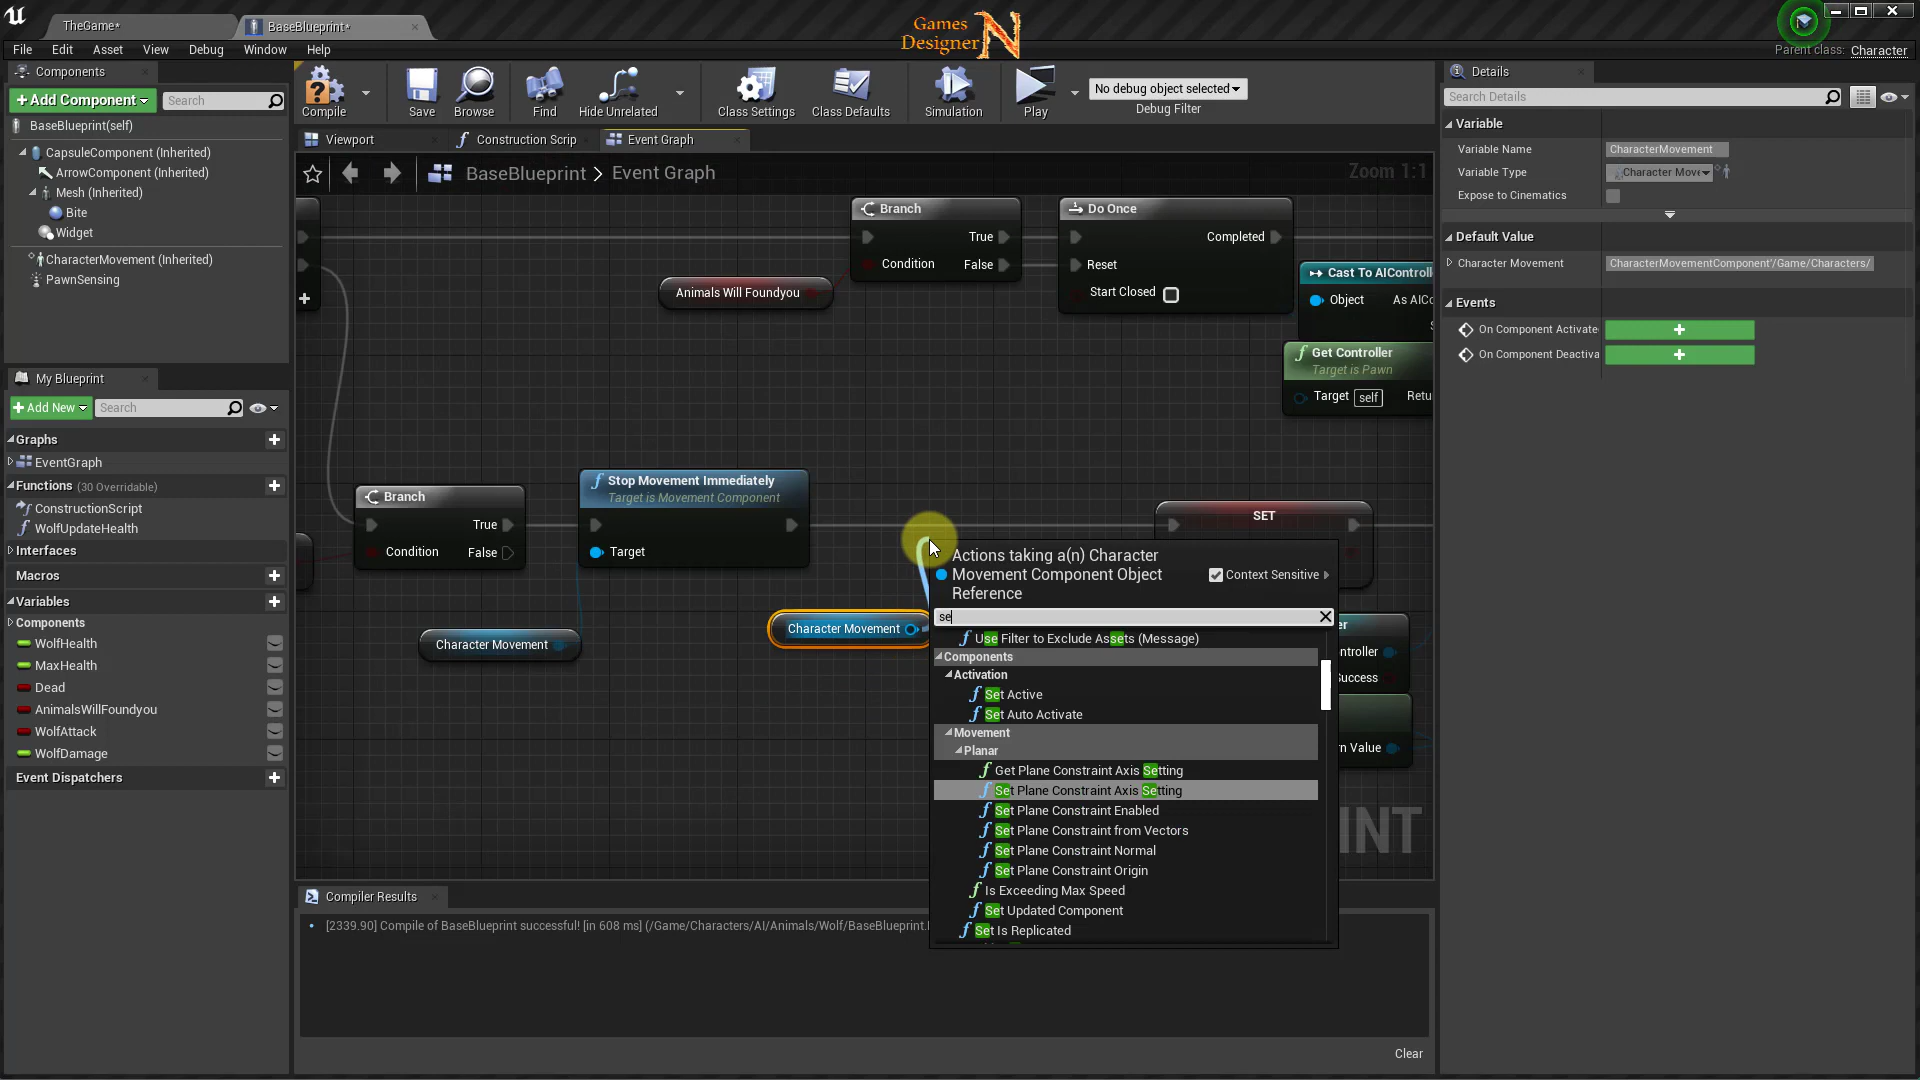 TheGame*
BaseBlueprint*
Games
Designer
N
Parent class: Character
File Edit Asset View Debug Window Help
Components
+Add Component
Search
BaseBlueprint(self)
CapsuleComponent (Inherited)
ArrowComponent (Inherited)
Mesh (Inherited)
Bite
Widget
CharacterMovement (Inherited)
PawnSensing
My Blueprint
+Add New
Search
Graphs
EventGraph
Functions (30 Overridable)
ConstructionScript
WolfUpdateHealth
Interfaces
Macros
Variables
Components
WolfHealth
MaxHealth
Dead
AnimalsWillFoundyou
WolfAttack
WolfDamage
Event Dispatchers
Compile
Save
Browse
Find
Hide Unrelated
Class Settings
Class Defaults
Simulation
Play
No debug object selected
Debug Filter
Viewport
Construction Scrip
Event Graph
BaseBlueprint > Event Graph
Zoom 1:1
Branch
True
Condition
False
Do Once
Completed
Reset
Start Closed
Animals Will Foundyou
Cast To AIControll
Object
As AIC
Get Controller
Target is Pawn
Target self
Retu
Branch
True
Condition
False
Stop Movement Immediately
Target is Movement Component
Target
SET
Character Movement
Character Movement
Actions taking a(n) Character
Movement Component Object
Reference
Context Sensitive
se
Use Filter to Exclude Assets (Message)
Components
Activation
Set Active
Set Auto Activate
Movement
Planar
Get Plane Constraint Axis Setting
Set Plane Constraint Axis Setting
Set Plane Constraint Enabled
Set Plane Constraint from Vectors
Set Plane Constraint Normal
Set Plane Constraint Origin
Is Exceeding Max Speed
Set Updated Component
Set Is Replicated
er
ontroller
Success
rn Value
INT
Compiler Results
[2339.90] Compile of BaseBlueprint successful! [in 608 ms] (/Game/Characters/AI/Animals/Wolf/BaseBlueprint.
Clear
Details
Search Details
Variable
Variable Name
CharacterMovement
Variable Type
Character Move
Expose to Cinematics
Default Value
Character Movement
CharacterMovementComponent'/Game/Characters/
Events
On Component Activate
On Component Deactiva